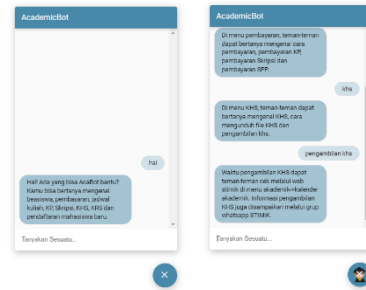 AcademicBot
hai
Hai! Ada yang bisa AcaBot bantu?
Kamu bisa bertanya mengenai
beasiswa, pembayaran, jadwal
kuliah, KP, Skripsi, KHS, KRS dan
pendaftaran mahasiswa baru.
Tanyakan Sesuatu...
AcademicBot
Di menu pembayaran, teman-teman
dapat bertanya mengenai cara
pembayaran, pembayaran KP,
pembayaran Skripsi dan
pembayaran SPP.
khs
Di menu KHS, teman-teman dapat
bertanya mengenai KHS, cara
mengunduh file KHS dan
pengambilan khs.
pengambilan khs
Waktu pengambilan KHS dapat
teman-teman cek melalui web
stimik di menu akademik->kalender
akademik. Informasi pengambilan
KHS juga disampaikan melalui grup
whatsapp STIMIK.
Tanyakan Sesuatu...